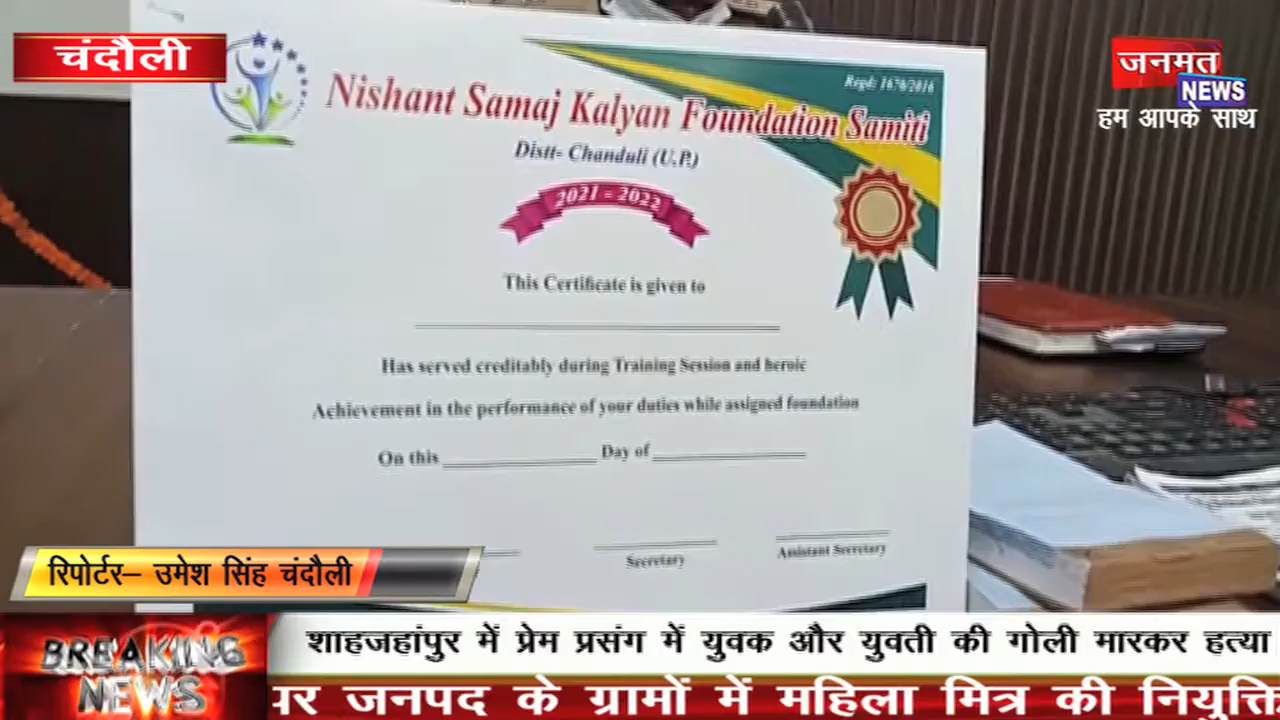 चंदौली
जनमत
NEWS
हम आपके साथ
Regd: 1670/2016
Nishant Samaj Kalyan Foundation Samiti
Distt- Chanduli (U.P.)
2021 - 2022
This Certificate is given to
Has served creditably during Training Session and heroic
Achievement in the performance of your duties while assigned foundation
On this Day of
Secretary
Assistant Secretary
रिपोर्टर– उमेश सिंह चंदौली
BREAKING
NEWS
शाहजहांपुर में प्रेम प्रसंग में युवक और युवती की गोली मारकर हत्या
जनपद के ग्रामों में महिला मित्र की